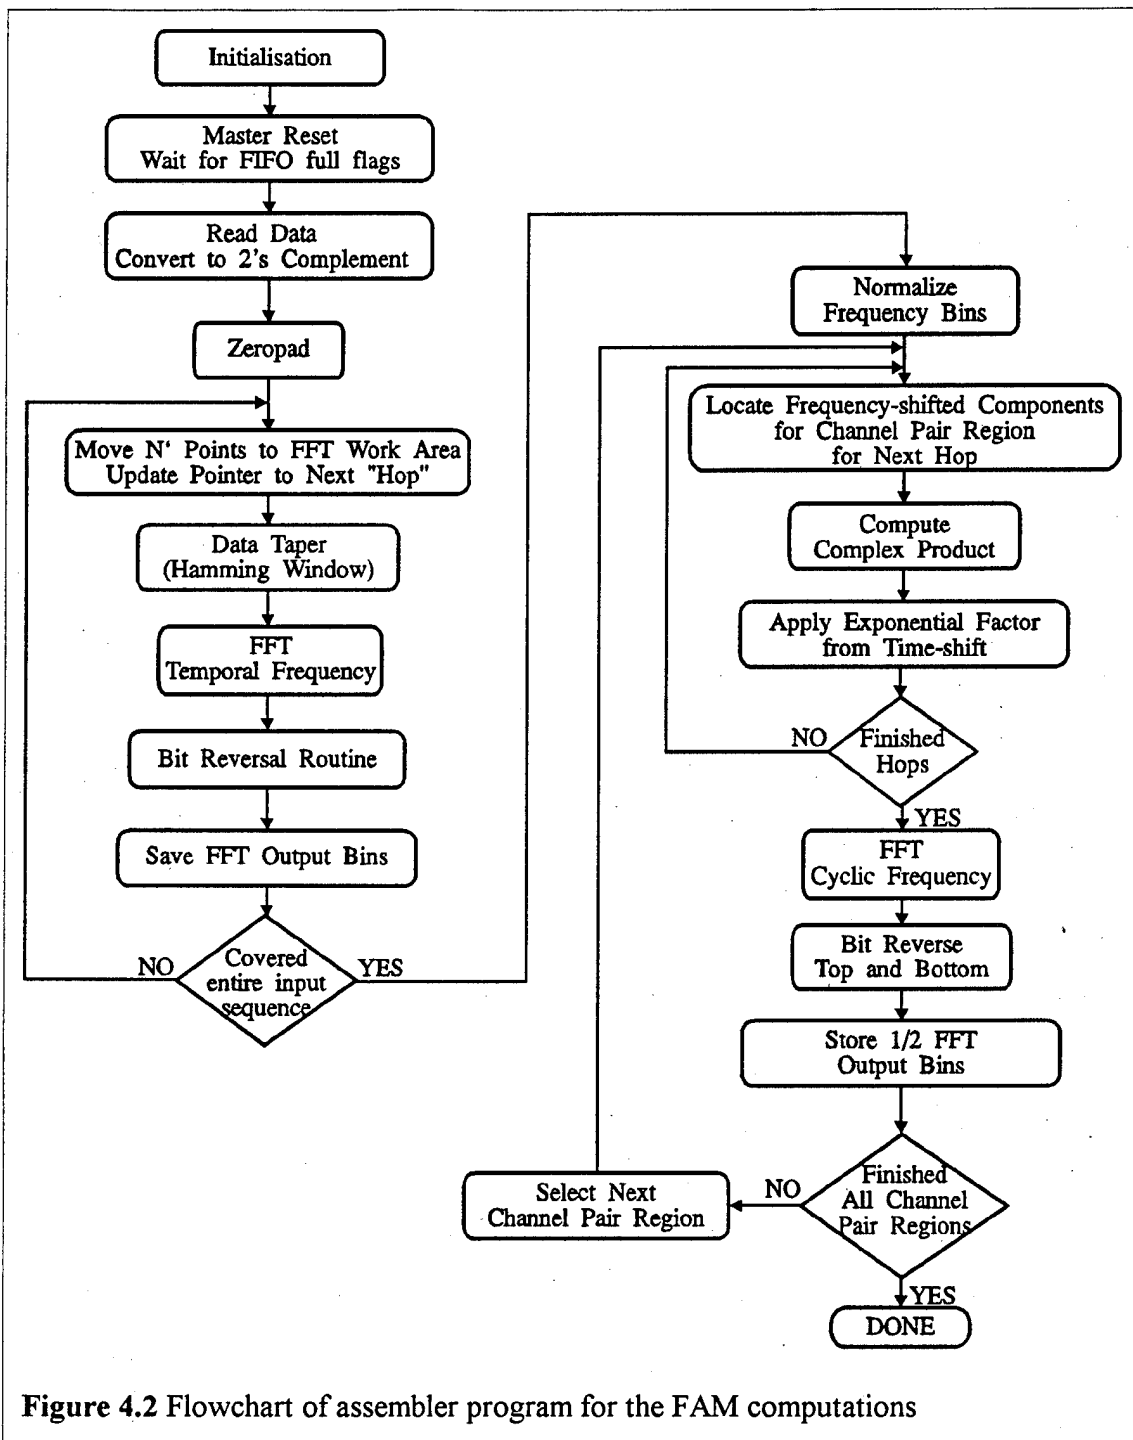 Initialisation
Master Reset
Wait for FIFO full flags
Read Data
Convert to 2's Complement
Zeropad
Move N' Points to FFT Work Area
Update Pointer to Next "Hop"
Data Taper
(Hamming Window)
FFT
Temporal Frequency
Bit Reversal Routine
Save FFT Output Bins
Covered
entire input
sequence
NO
YES
Normalize
Frequency Bins
Locate Frequency-shifted Components
for Channel Pair Region
for Next Hop
Compute
Complex Product
Apply Exponential Factor
from Time-shift
Finished
Hops
NO
YES
FFT
Cyclic Frequency
Bit Reverse
Top and Bottom
Store 1/2 FFT
Output Bins
Finished
All Channel
Pair Regions
NO
Select Next
Channel Pair Region
YES
DONE
Figure 4.2 Flowchart of assembler program for the FAM computations